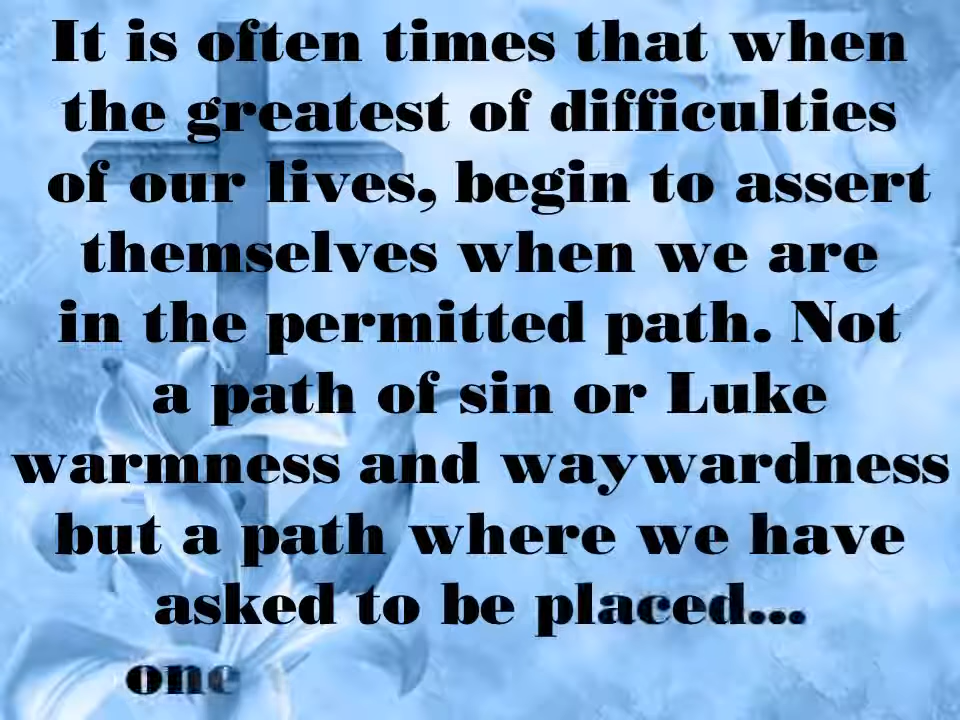 It is often times that when
the greatest of difficulties
of our lives, begin to assert
themselves when we are
in the permitted path. Not
a path of sin or Luke
warmness and waywardness
but a path where we have
asked to be placed...
one